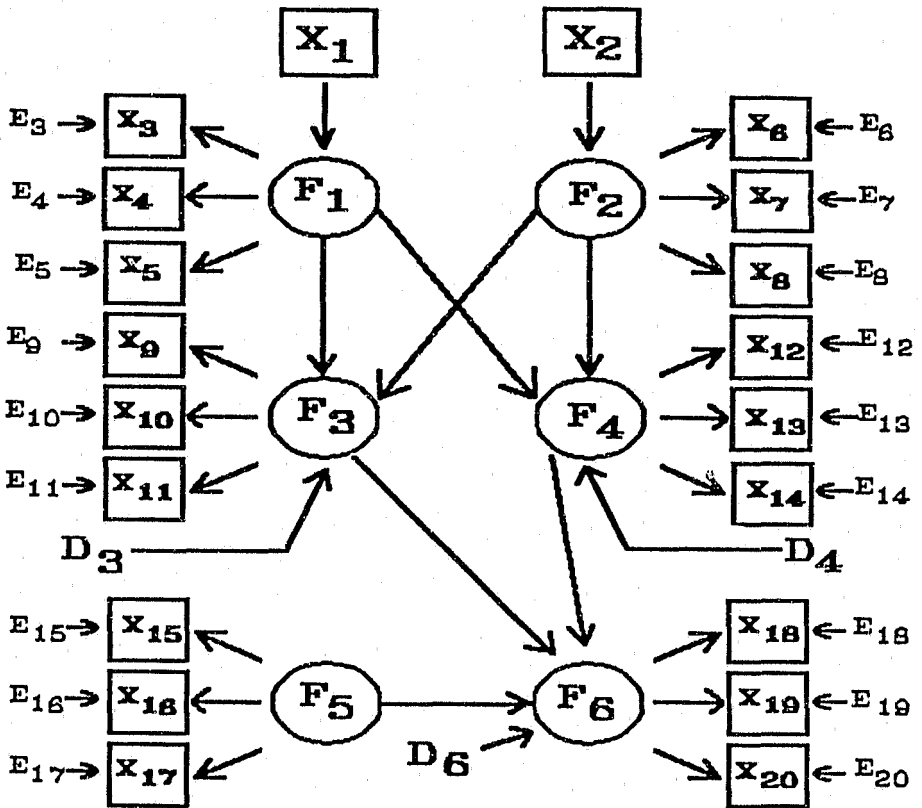 X1 X2
E3 X3 X6 E6
E4 X4 F1 F2 X7 E7
E5 X5 X8 E8
E9 X9 X12 E12
E10 X10 F3 F4 X13 E13
E11 X11 X14 E14
D3 D4
E15 X15 X18 E18
E16 X16 F5 F6 X19 E19
D6
E17 X17 X20 E20